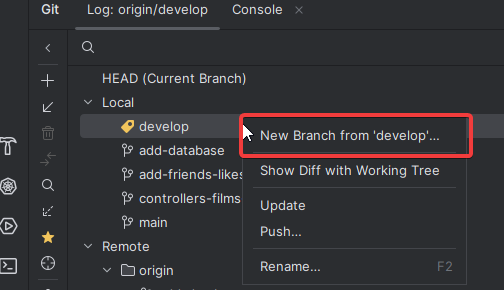 Git
Log: origin/develop
Console
HEAD (Current Branch)
Local
develop
add-database
add-friends-likes
controllers-films
main
Remote
origin
New Branch from 'develop'...
Show Diff with Working Tree
Update
Push...
Rename... F2